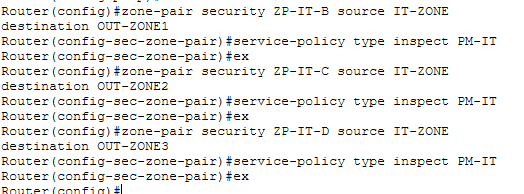 Router(config)#zone-pair security ZP-IT-B source IT-ZONE
destination OUT-ZONE1
Router(config-sec-zone-pair)#service-policy type inspect PM-IT
Router(config-sec-zone-pair)#ex
Router(config)#zone-pair security ZP-IT-C source IT-ZONE
destination OUT-ZONE2
Router(config-sec-zone-pair)#service-policy type inspect PM-IT
Router(config-sec-zone-pair)#ex
Router(config)#zone-pair security ZP-IT-D source IT-ZONE
destination OUT-ZONE3
Router(config-sec-zone-pair)#service-policy type inspect PM-IT
Router(config-sec-zone-pair)#ex
Router(config)#